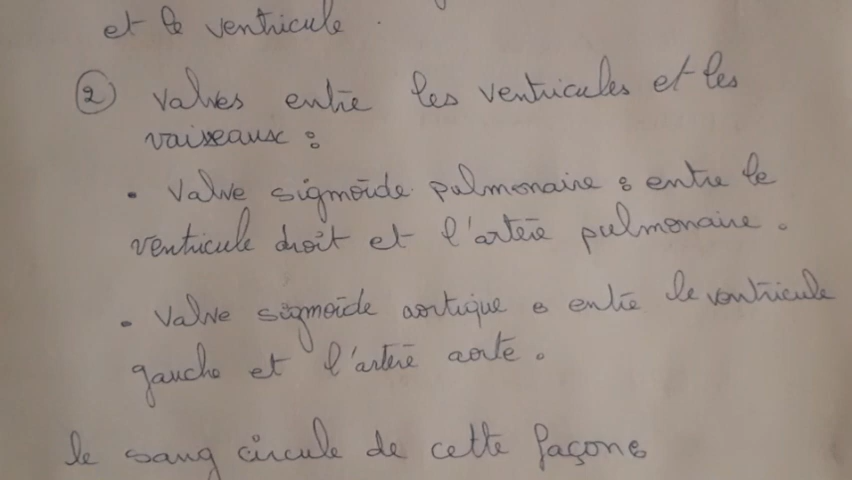 et le ventricule.
② Valves entre les ventricules et les
vaisseaux :
• Valve sigmoïde pulmonaire : entre le
ventricule droit et l'artère pulmonaire.
• Valve sigmoïde aortique : entre le ventricule
gauche et l'artère aorte.
le sang circule de cette façon :